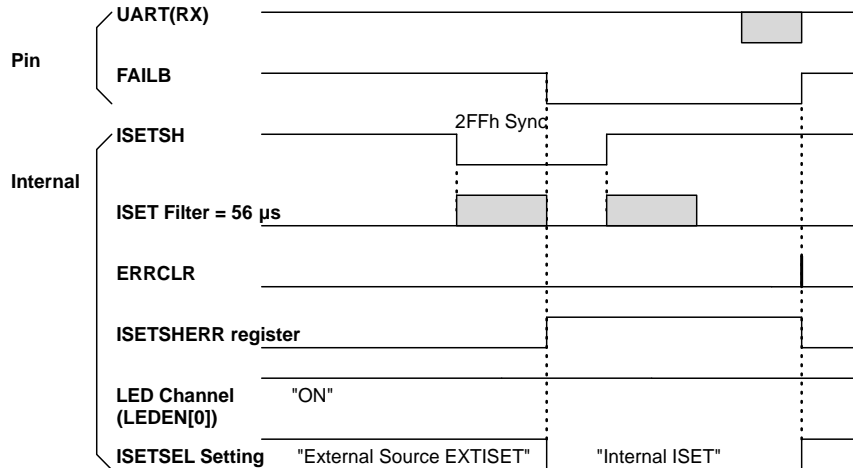 UART(RX)
Pin
FAILB
2FFh Sync
ISETSH
Internal
ISET Filter = 56 µs
ERRCLR
ISETSHERR register
LED Channel "ON"
(LEDEN[0])
ISETSEL Setting "External Source EXTISET" "Internal ISET"